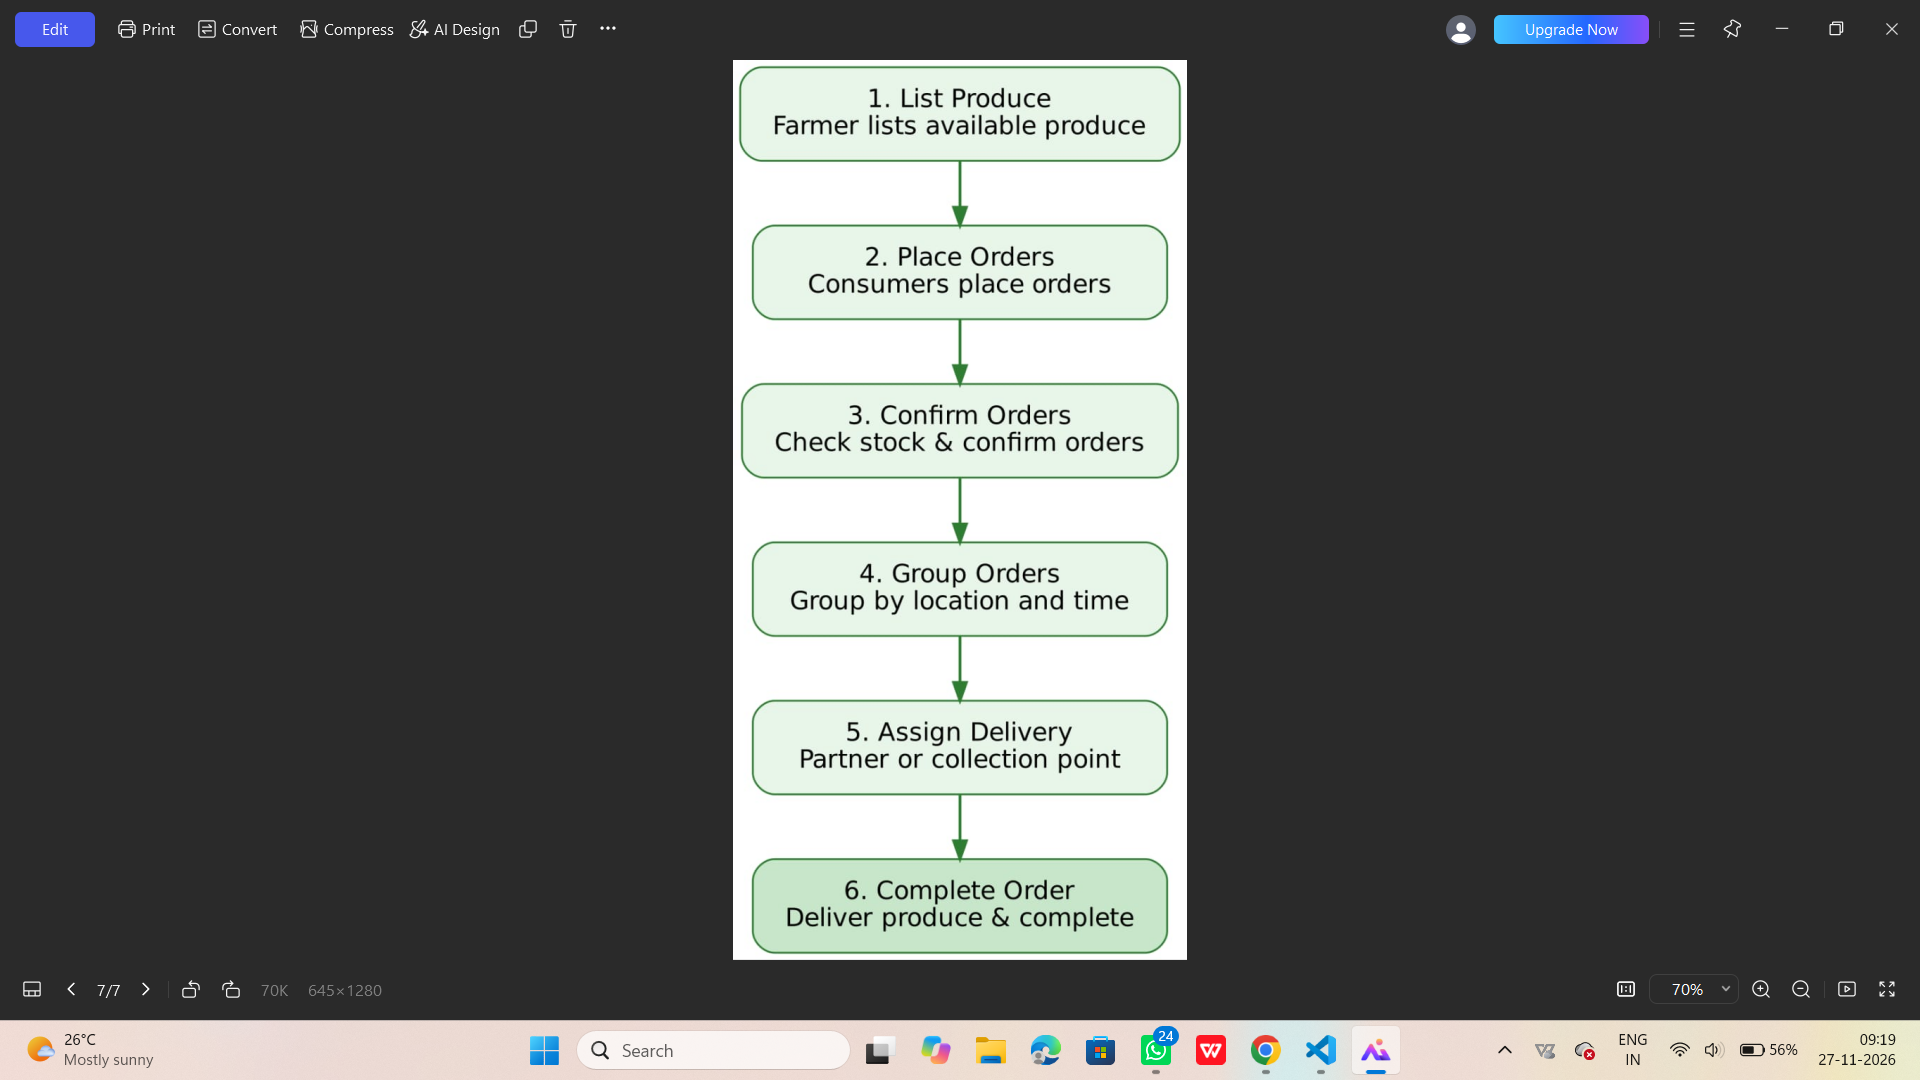 Edit
Print
Convert
Compress
AI Design
Upgrade Now
1. List Produce
Farmer lists available produce
2. Place Orders
Consumers place orders
3. Confirm Orders
Check stock & confirm orders
4. Group Orders
Group by location and time
5. Assign Delivery
Partner or collection point
6. Complete Order
Deliver produce & complete
7/7
70K
645×1280
70%
26°C
Mostly sunny
Search
24
ENG
IN
56%
09:19
27-11-2026